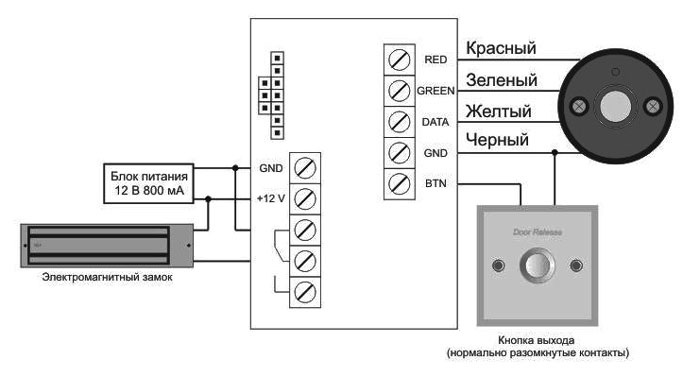 Блок питания
12 В 800 мА
Электромагнитный замок
GND
+12 V
RED
GREEN
DATA
GND
BTN
Красный
Зеленый
Желтый
Черный
Door Release
Кнопка выхода
(нормально разомкнутые контакты)